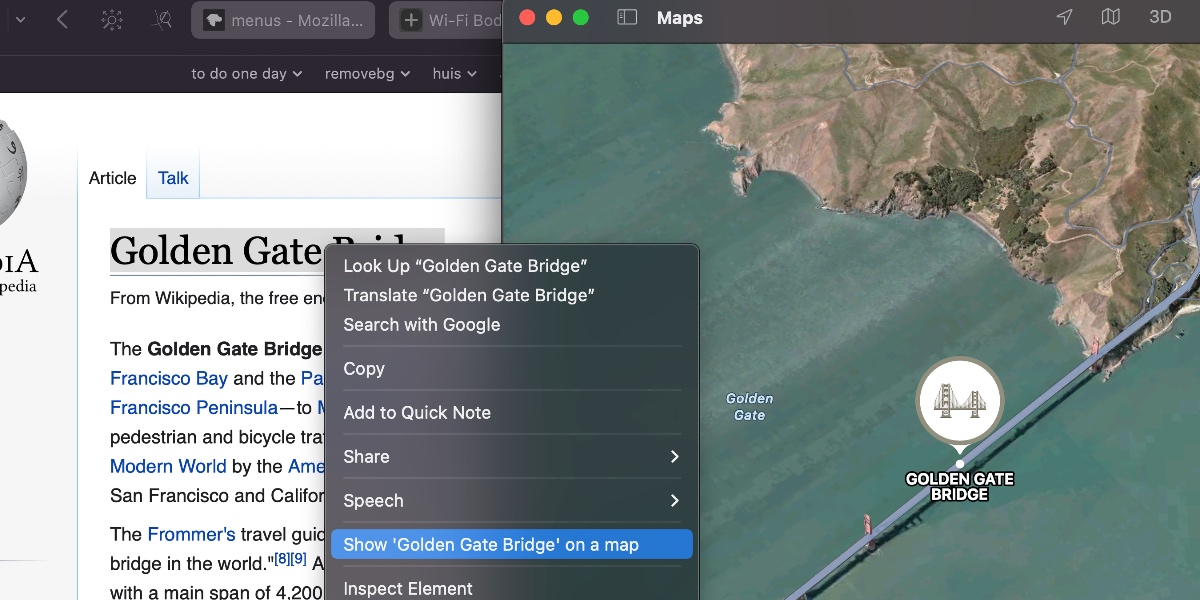 menus - Mozilla...
Wi-Fi Bod
Maps
3D
to do one day
removebg
huis
Article
Talk
Golden Gate Bridge
From Wikipedia, the free en
The Golden Gate Bridge
Francisco Bay and the Pa
Francisco Peninsula—to M
pedestrian and bicycle tra
Modern World by the Ame
San Francisco and Califor
The Frommer's travel guid
bridge in the world."[8][9] A
with a main span of 4,200
IA
pedia
Look Up “Golden Gate Bridge”
Translate “Golden Gate Bridge”
Search with Google
Copy
Add to Quick Note
Share
Speech
Show 'Golden Gate Bridge' on a map
Inspect Element
Golden
Gate
GOLDEN GATE
BRIDGE